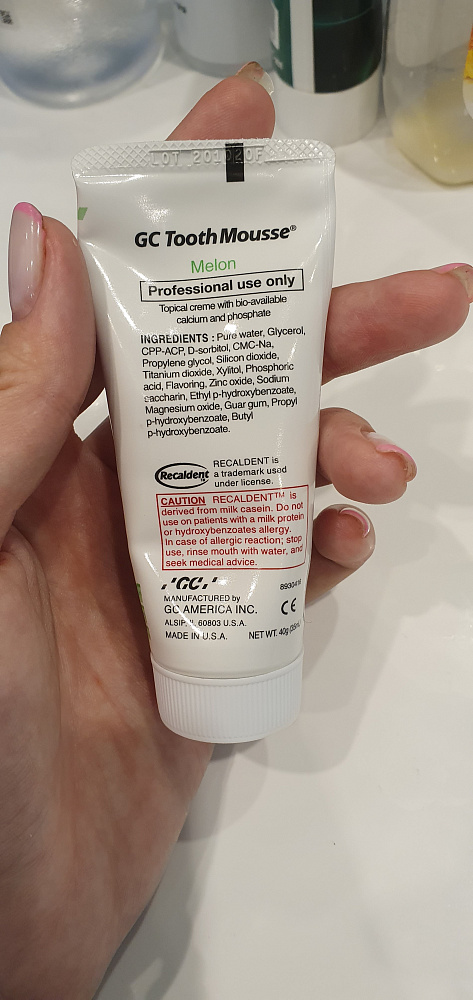 LOT 201020F
GC Tooth Mousse®
Melon
Professional use only
Topical creme with bio-available
calcium and phosphate
INGREDIENTS : Pure water, Glycerol,
CPP-ACP, D-sorbitol, CMC-Na,
Propylene glycol, Silicon dioxide,
Titanium dioxide, Xylitol, Phosphoric
acid, Flavoring, Zinc oxide, Sodium
saccharin, Ethyl p-hydroxybenzoate,
Magnesium oxide, Guar gum, Propyl
p-hydroxybenzoate, Butyl
p-hydroxybenzoate.
Recaldent™
RECALDENT is
a trademark used
under license.
CAUTION RECALDENT™ is
derived from milk casein. Do not
use on patients with a milk protein
or hydroxybenzoates allergy.
In case of allergic reaction; stop
use, rinse mouth with water, and
seek medical advice.
GC
MANUFACTURED by
GC AMERICA INC.
ALSIP, IL 60803 U.S.A.
MADE IN U.S.A.
CE
NET WT. 40g